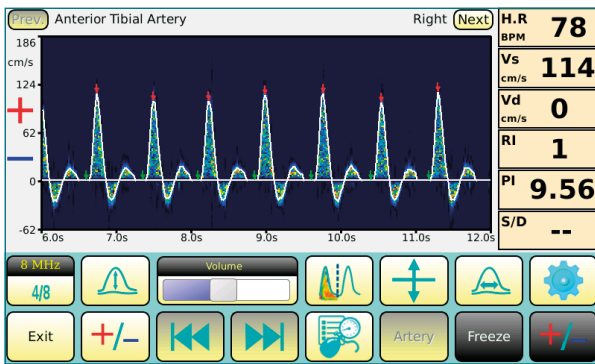 Prev. Anterior Tibial Artery Right Next
186
cm/s
124
62
0
-62
6.0s 7.0s 8.0s 9.0s 10.0s 11.0s 12.0s
H.R
BPM 78
Vs
cm/s 114
Vd
cm/s 0
RI 1
PI 9.56
S/D --
8 MHz
4/8
Volume
Exit +/- Artery Freeze +/-